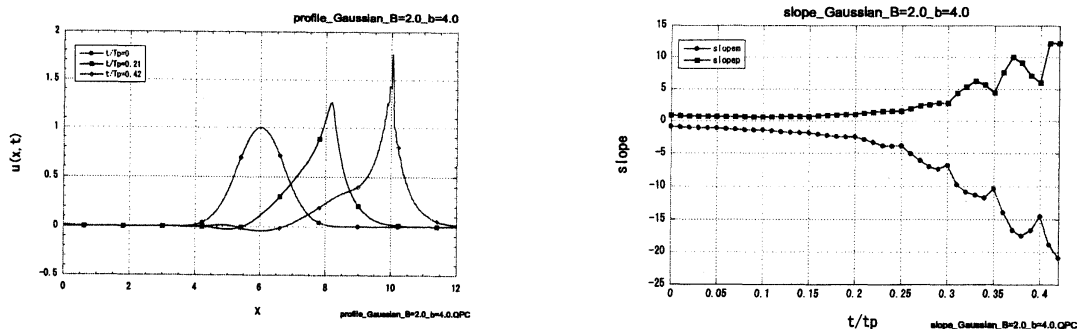 profile_Gaussian_B=2.0_b=4.0
2
1.5
1
0.5
0
-0.5
u(x,t)
t/Tp=0
t/Tp=0.21
t/Tp=0.42
0 2 4 6 8 10 12
x
profile_Gaussian_B=2.0_b=4.0.QPC
slope_Gaussian_B=2.0_b=4.0
15
10
5
0
-5
-10
-15
-20
-25
slope
slopem
slopep
0 0.05 0.1 0.15 0.2 0.25 0.3 0.35 0.4
t/tp
slope_Gaussian_B=2.0_b=4.0.QPC